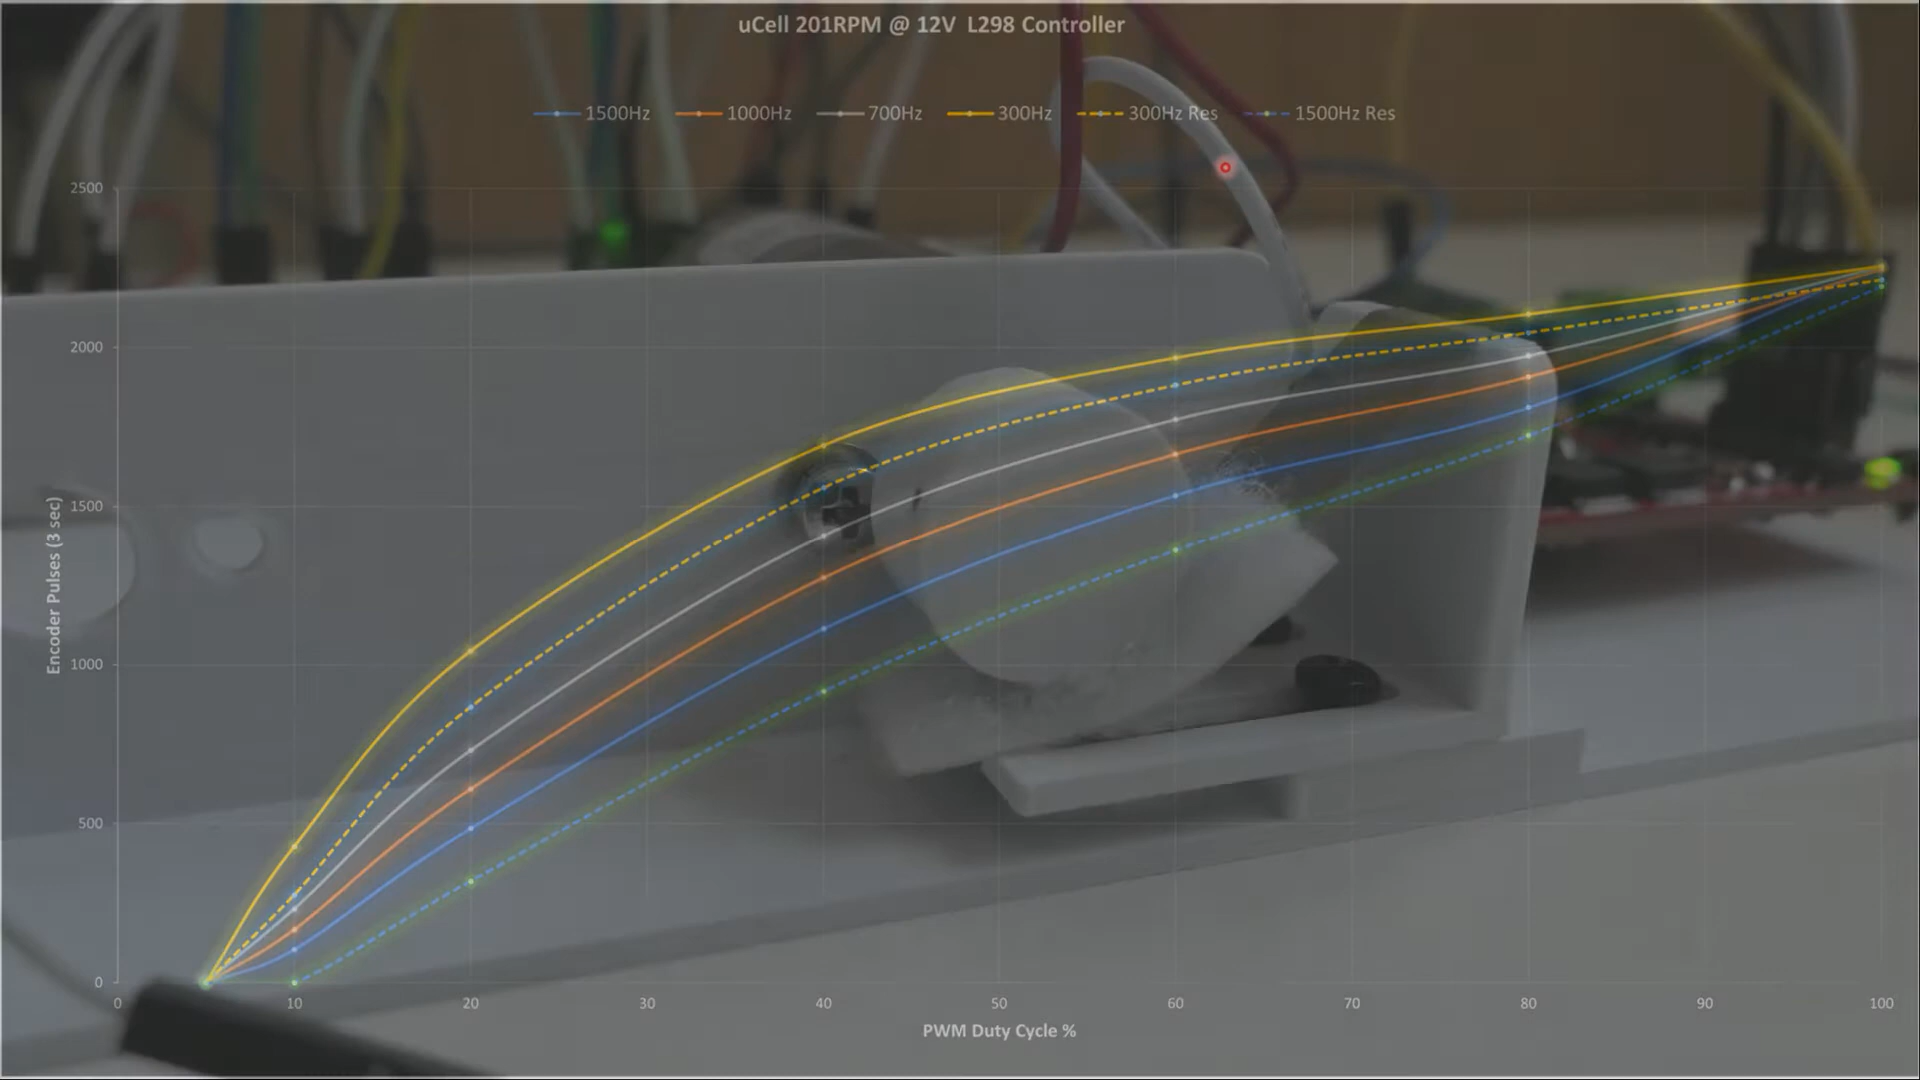 uCell 201RPM @ 12V L298 Controller
1500Hz 1000Hz 700Hz 300Hz 300Hz Res 1500Hz Res
2500
2000
1500
1000
500
0
Encoder Pulses (3 sec)
0 10 20 30 40 50 60 70 80 90 100
PWM Duty Cycle %